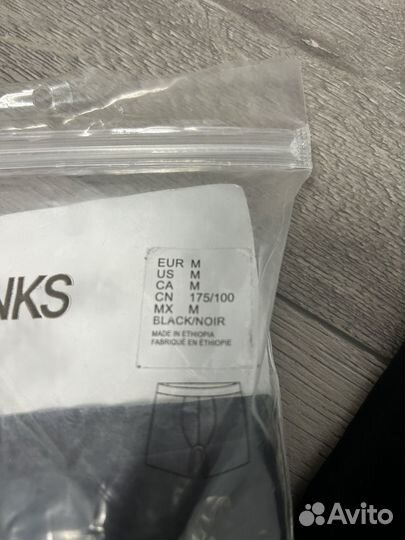 NKS
EUR M
US M
CA M
CN 175/100
MX M
BLACK/NOIR
MADE IN ETHIOPIA
FABRIQUÉ EN ÉTHIOPIE
Avito